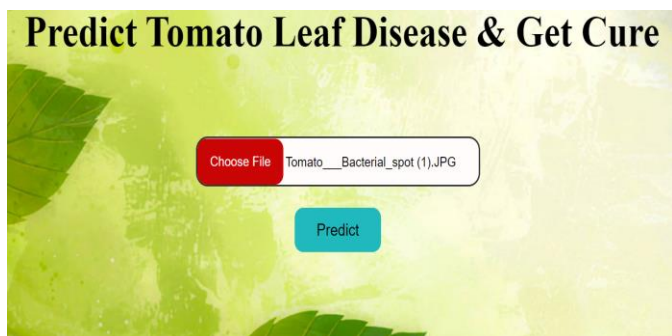 Predict Tomato Leaf Disease & Get Cure
Choose File Tomato___Bacterial_spot (1).JPG
Predict